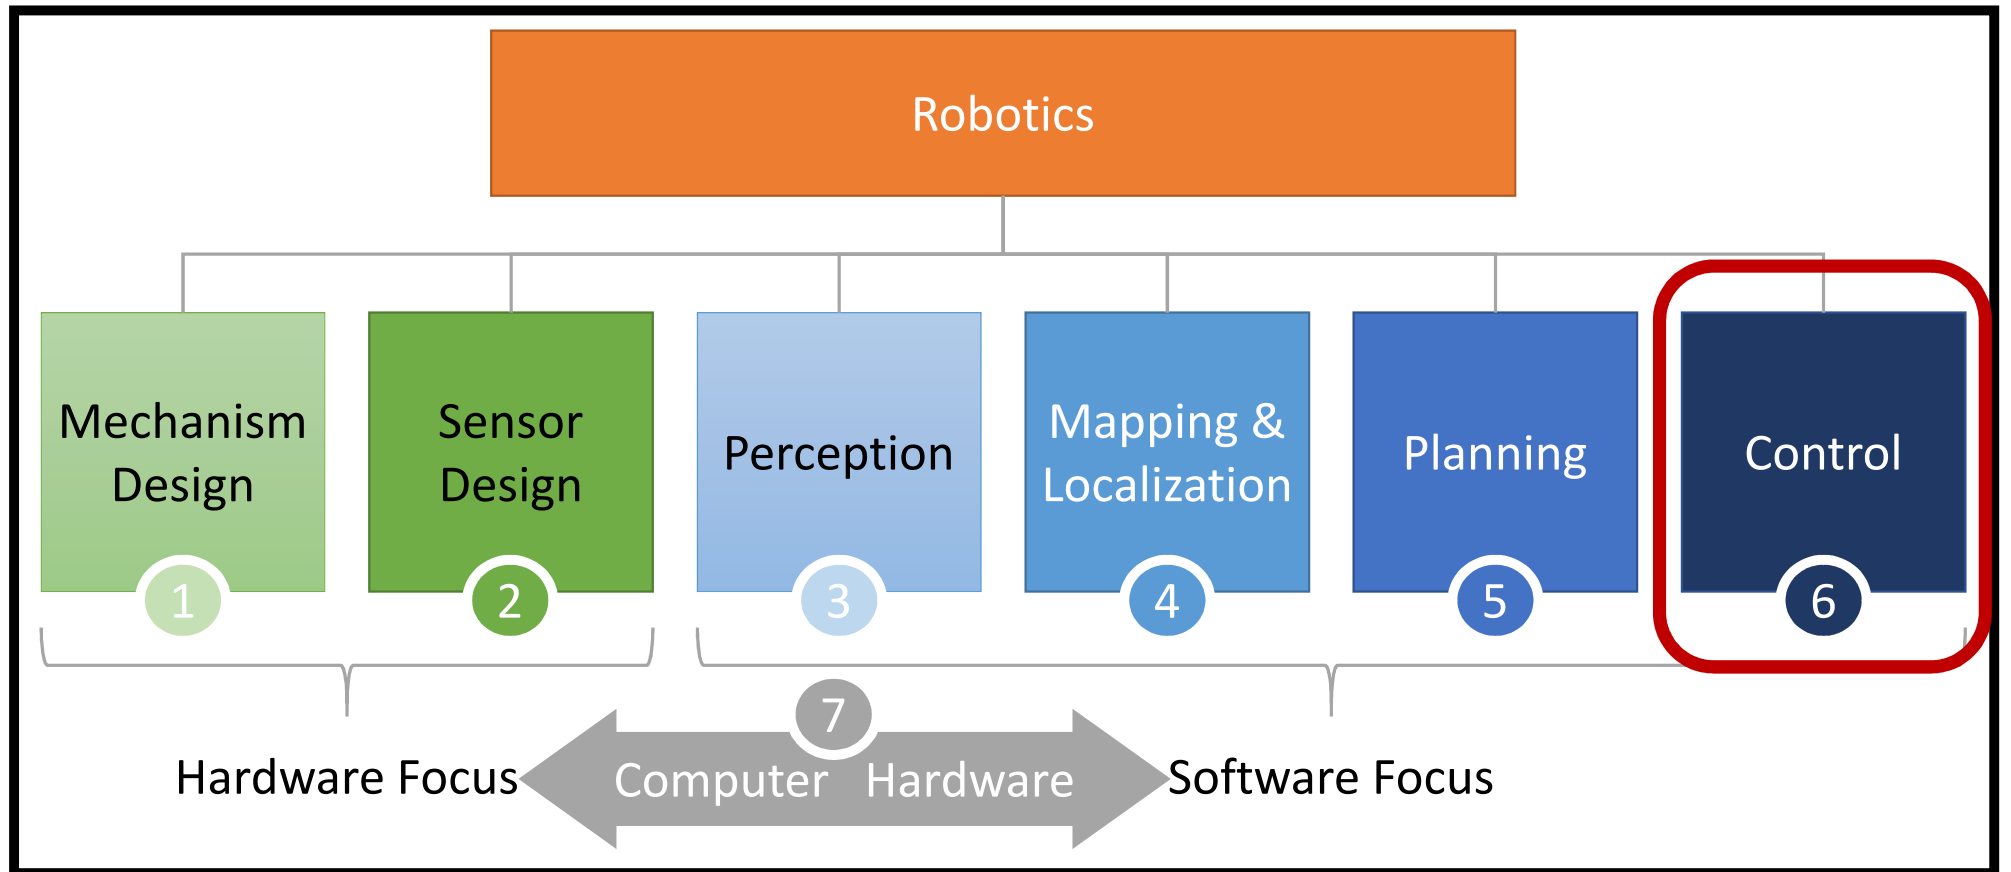 Robotics
Mechanism
Design
1
Sensor
Design
2
Perception
3
Mapping &
Localization
4
Planning
5
Control
6
7
Hardware Focus
Computer Hardware
Software Focus